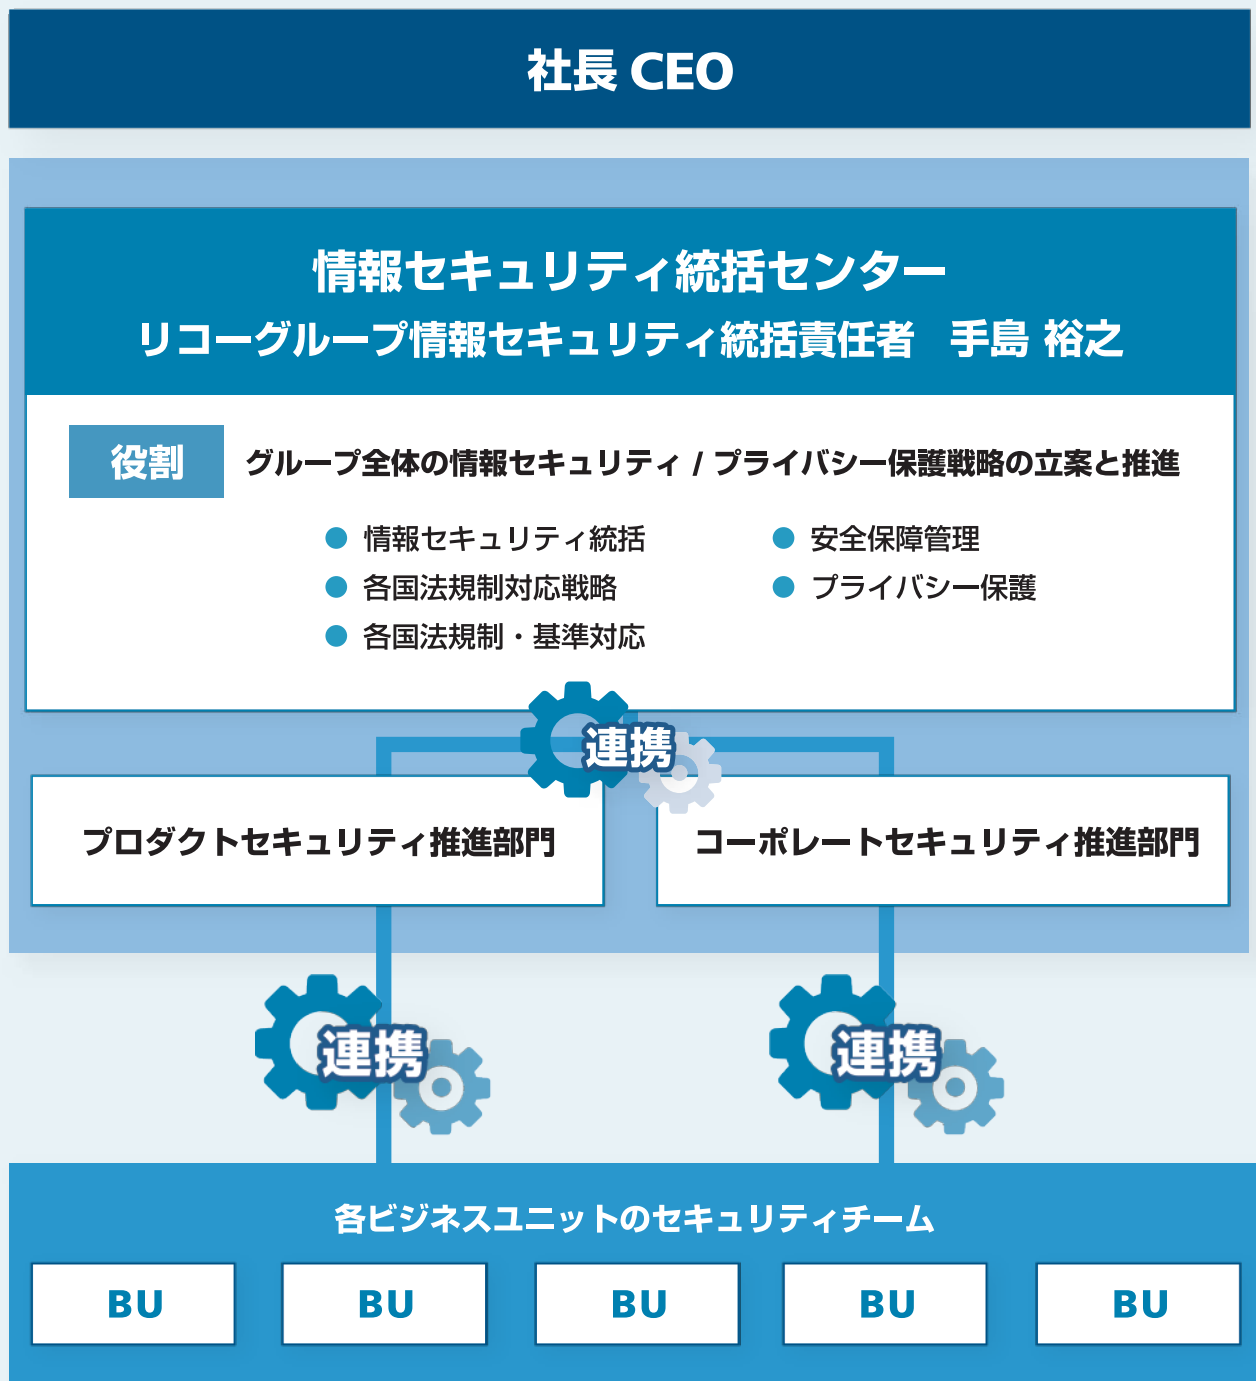 社長 CEO
情報セキュリティ統括センター
リコーグループ情報セキュリティ統括責任者 手島 裕之
役割
グループ全体の情報セキュリティ / プライバシー保護戦略の立案と推進
● 情報セキュリティ統括
● 各国法規制対応戦略
● 各国法規制・基準対応
● 安全保障管理
● プライバシー保護
連携
プロダクトセキュリティ推進部門
コーポレートセキュリティ推進部門
連携
連携
各ビジネスユニットのセキュリティチーム
BU
BU
BU
BU
BU